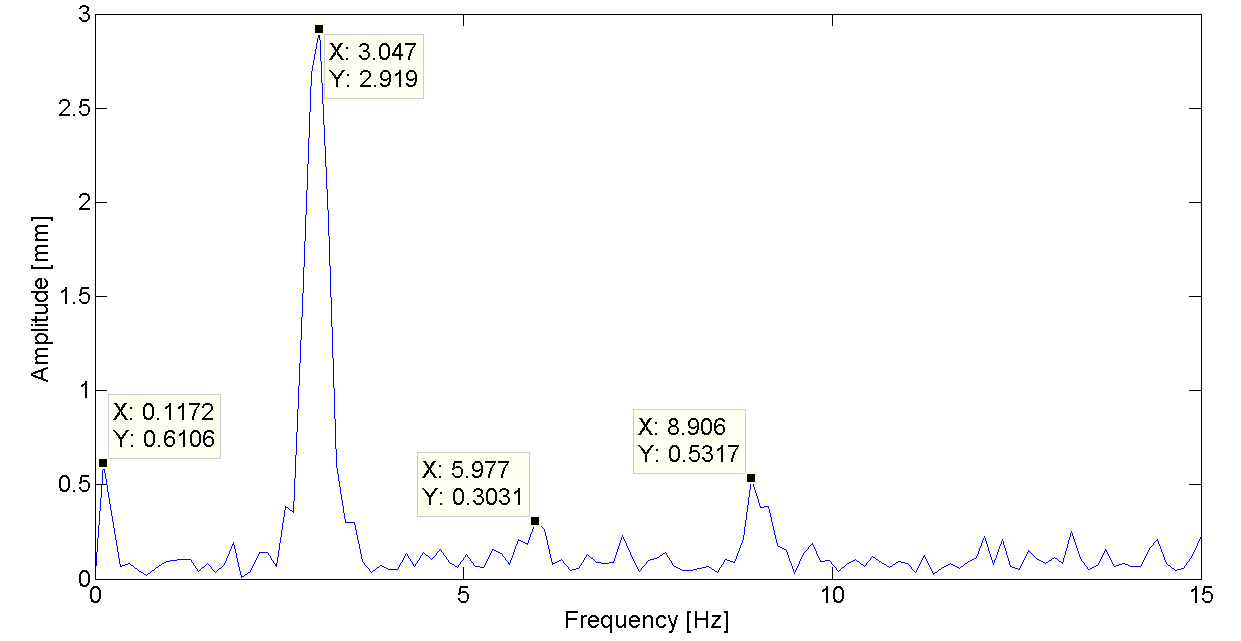 3
X: 3.047
Y: 2.919
2.5
2
1.5
1
X: 0.1172
Y: 0.6106
X: 8.906
Y: 0.5317
X: 5.977
Y: 0.3031
0.5
0
0
5
10
15
Amplitude [mm]
Frequency [Hz]